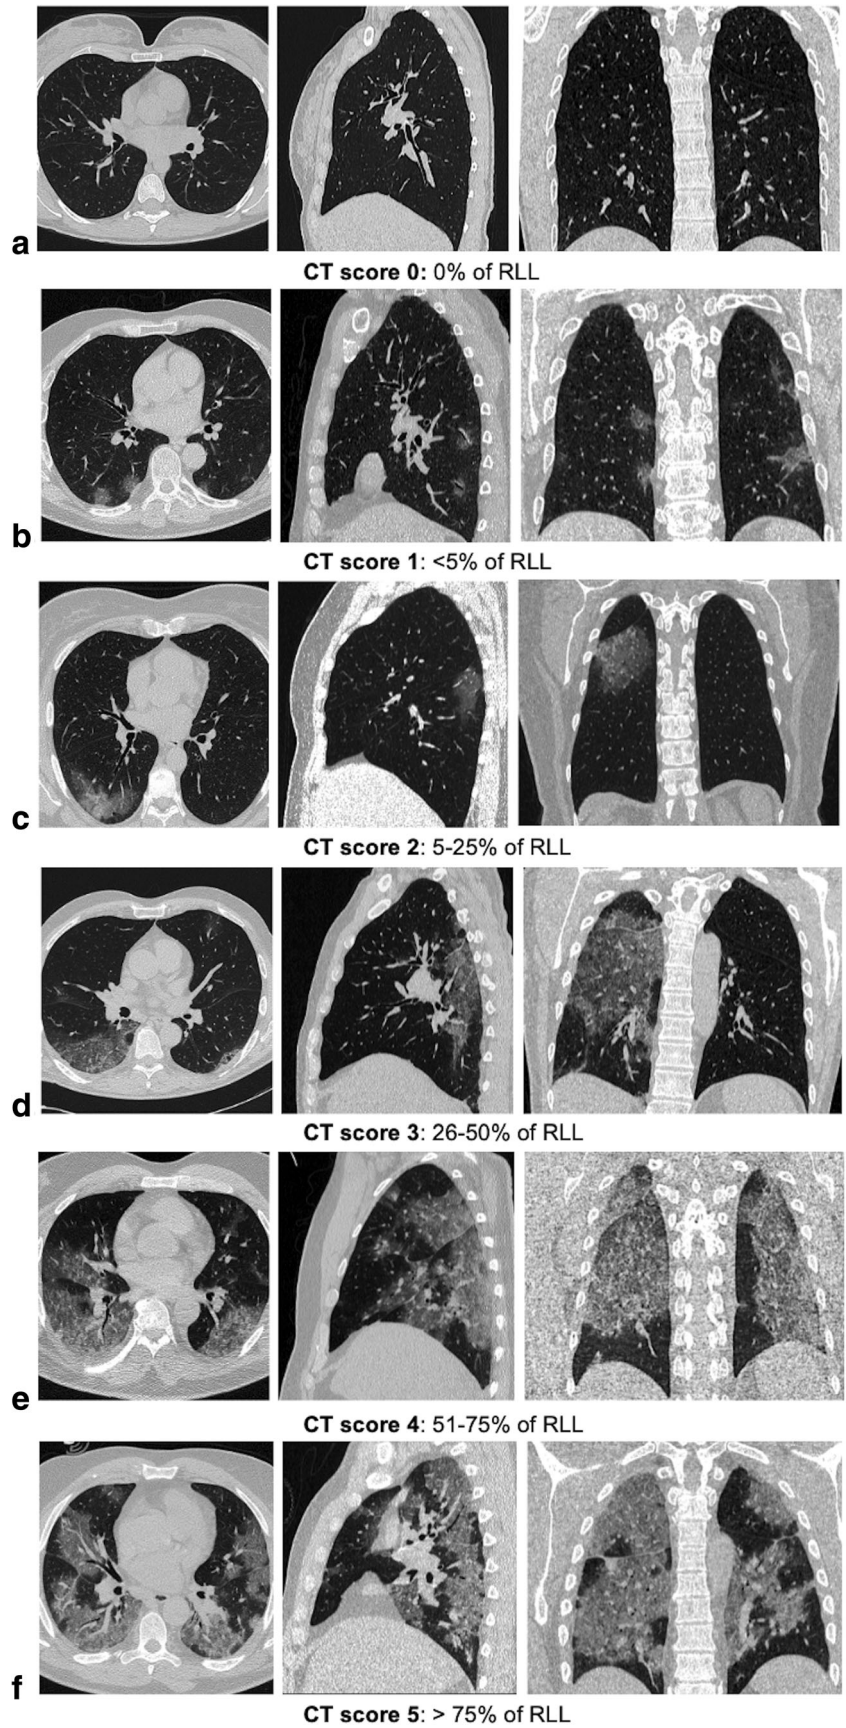 a
CT score 0: 0% of RLL
b
CT score 1: <5% of RLL
c
CT score 2: 5-25% of RLL
d
CT score 3: 26-50% of RLL
e
CT score 4: 51-75% of RLL
f
CT score 5: > 75% of RLL